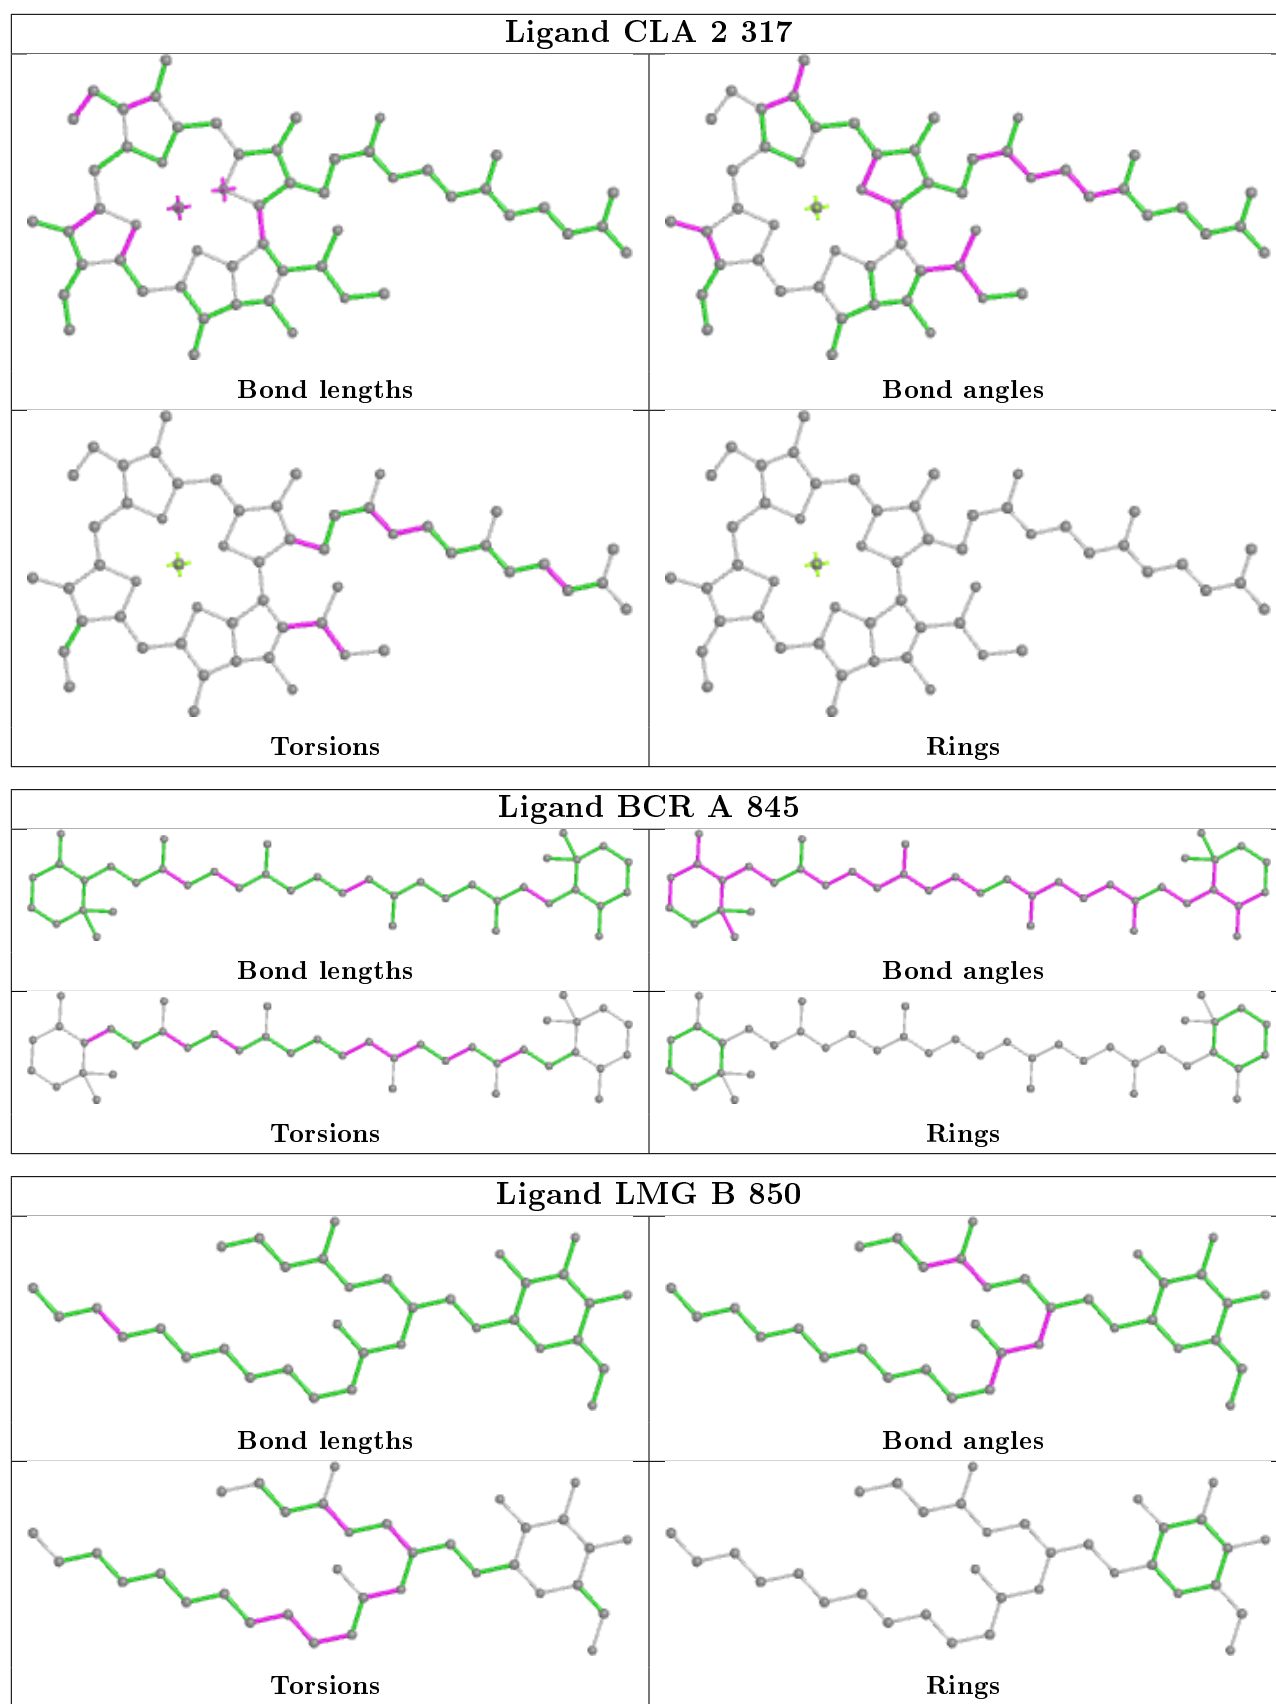 Ligand CLA 2 317
Bond lengths
Bond angles
Torsions
Rings
Ligand BCR A 845
Bond lengths
Bond angles
Torsions
Rings
Ligand LMG B 850
Bond lengths
Bond angles
Torsions
Rings